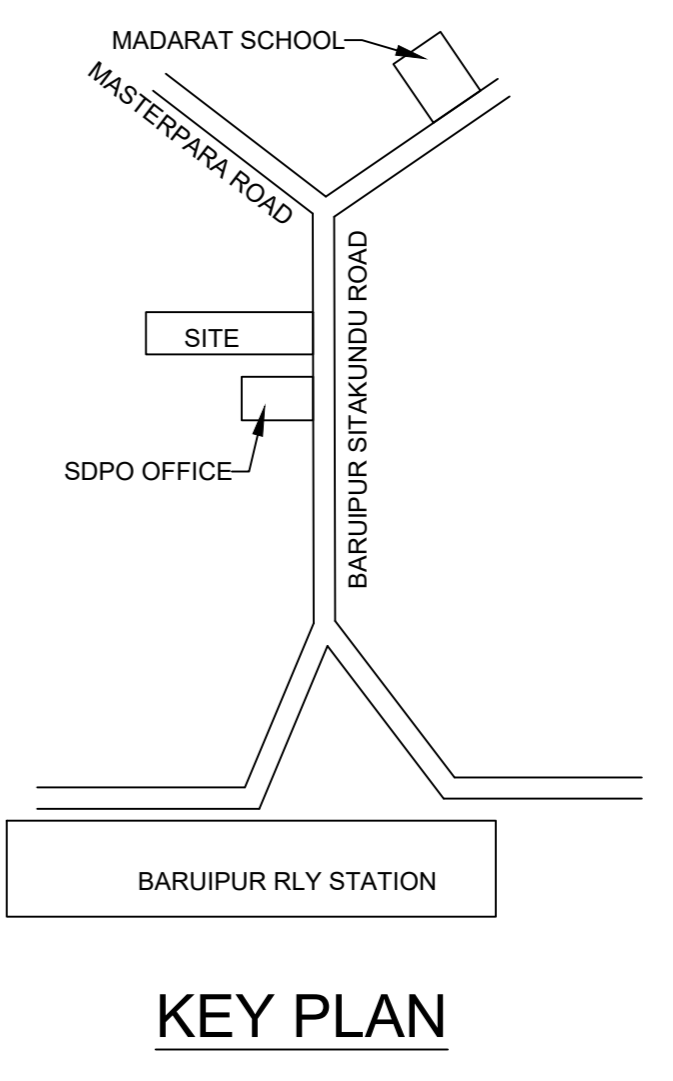 MADARAT SCHOOL
MASTERPARA ROAD
BARUIPUR SITAKUNDU ROAD
SITE
SDPO OFFICE
BARUIPUR RLY STATION
KEY PLAN